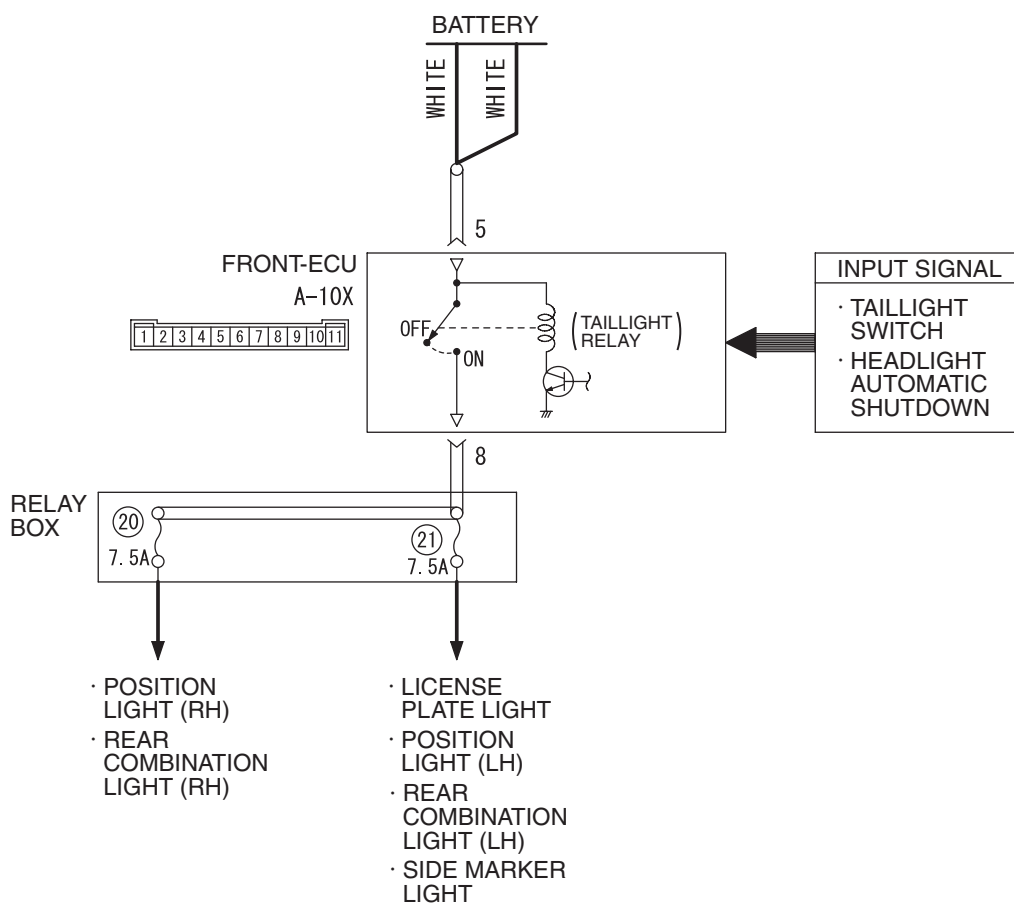 BATTERY
WHITE
WHITE
5
FRONT-ECU
A-10X
1 2 3 4 5 6 7 8 9 10 11
OFF
ON
(TAILLIGHT
RELAY)
INPUT SIGNAL
· TAILLIGHT
SWITCH
· HEADLIGHT
AUTOMATIC
SHUTDOWN
8
RELAY
BOX
20
7.5A
21
7.5A
· POSITION
LIGHT (RH)
· REAR
COMBINATION
LIGHT (RH)
· LICENSE
PLATE LIGHT
· POSITION
LIGHT (LH)
· REAR
COMBINATION
LIGHT (LH)
· SIDE MARKER
LIGHT